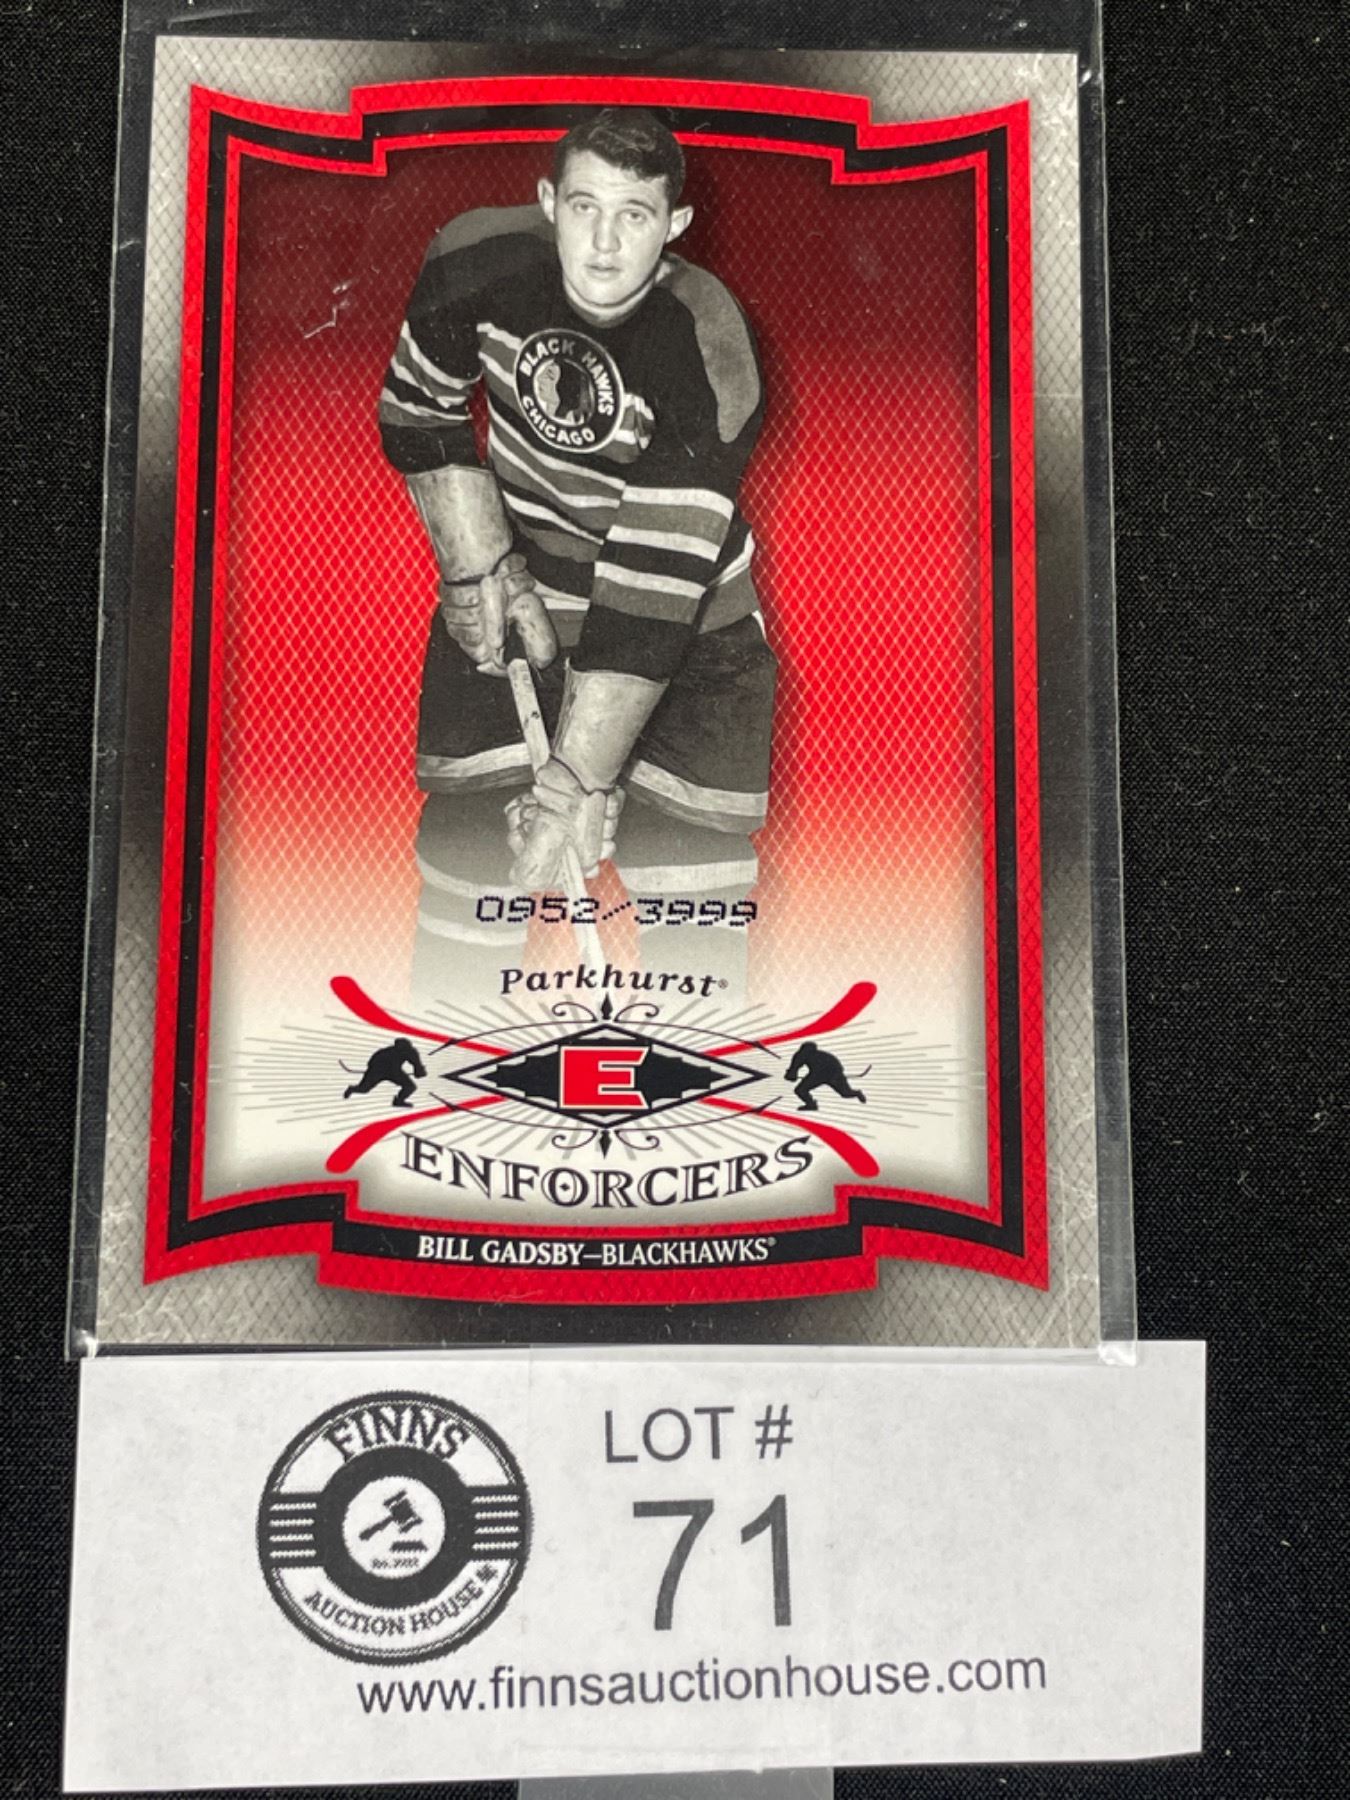 BLACK HAWKS
CHICAGO
0952/3999
Parkhurst®
E
ENFORCERS
BILL GADSBY–BLACKHAWKS®
FINNS
AUCTION HOUSE
LOT #
71
www.finnsauctionhouse.com